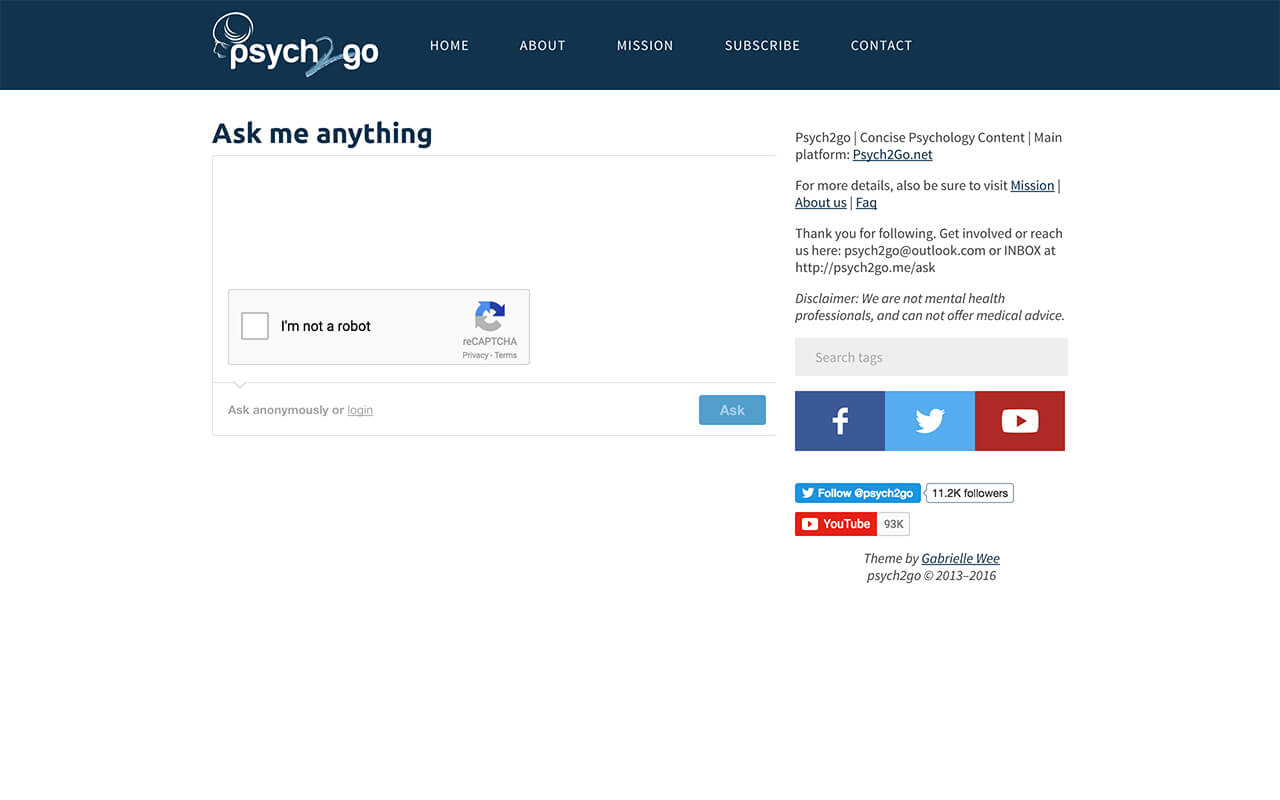 psych2go
HOME ABOUT MISSION SUBSCRIBE CONTACT
Ask me anything
I'm not a robot
reCAPTCHA
Privacy - Terms
Ask anonymously or login
Ask
Psych2go | Concise Psychology Content | Main
platform: Psych2Go.net
For more details, also be sure to visit Mission |
About us | Faq
Thank you for following. Get involved or reach
us here: psych2go@outlook.com or INBOX at
http://psych2go.me/ask
Disclaimer: We are not mental health
professionals, and can not offer medical advice.
Search tags
Follow @psych2go 11.2K followers
YouTube 93K
Theme by Gabrielle Wee
psych2go © 2013–2016